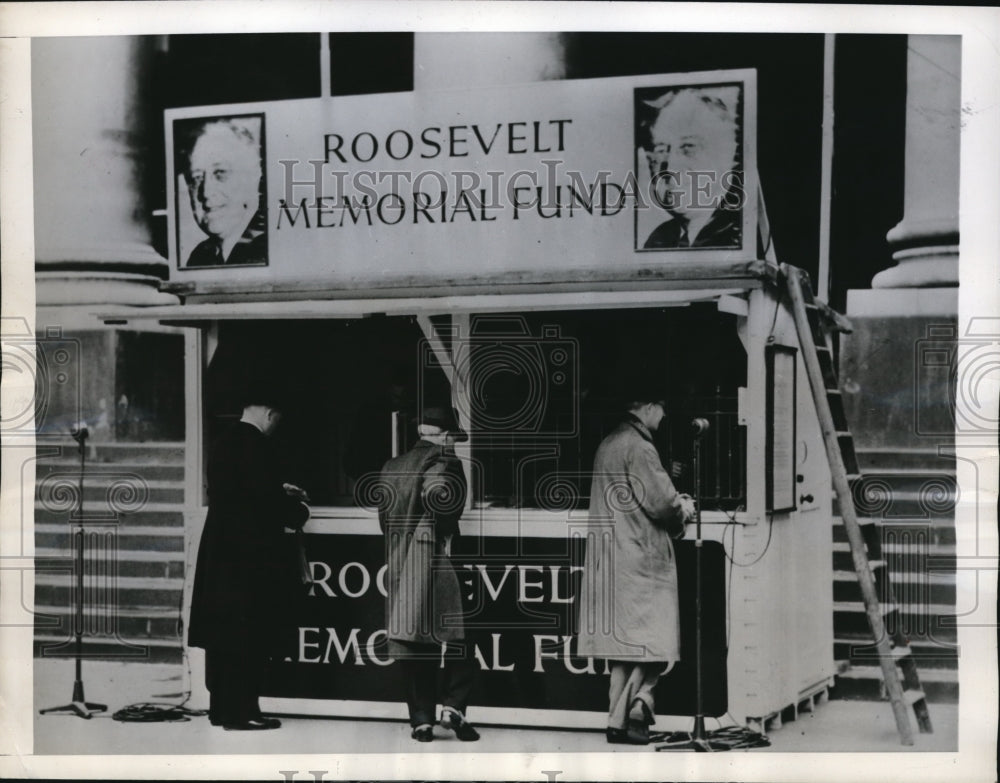 ROOSEVELT
MEMORIAL FUND
HISTORIC IMAGES
ROOSEVELT
MEMORIAL FUND